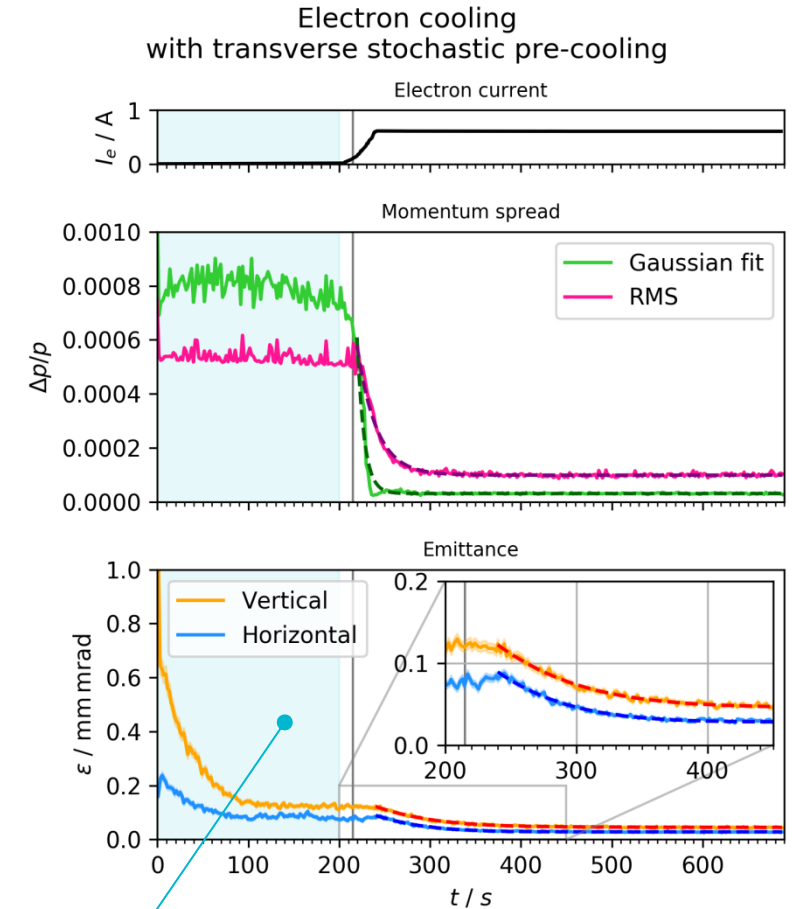 Electron cooling
with transverse stochastic pre-cooling
Electron current
I_e / A
1
0
Momentum spread
Δp/p
0.0010
0.0008
0.0006
0.0004
0.0002
0.0000
Gaussian fit
RMS
Emittance
ε / mm mrad
1.0
0.8
0.6
0.4
0.2
0.0
Vertical
Horizontal
0.2
0.1
0.0
200
300
400
0 100 200 300 400 500 600
t / s